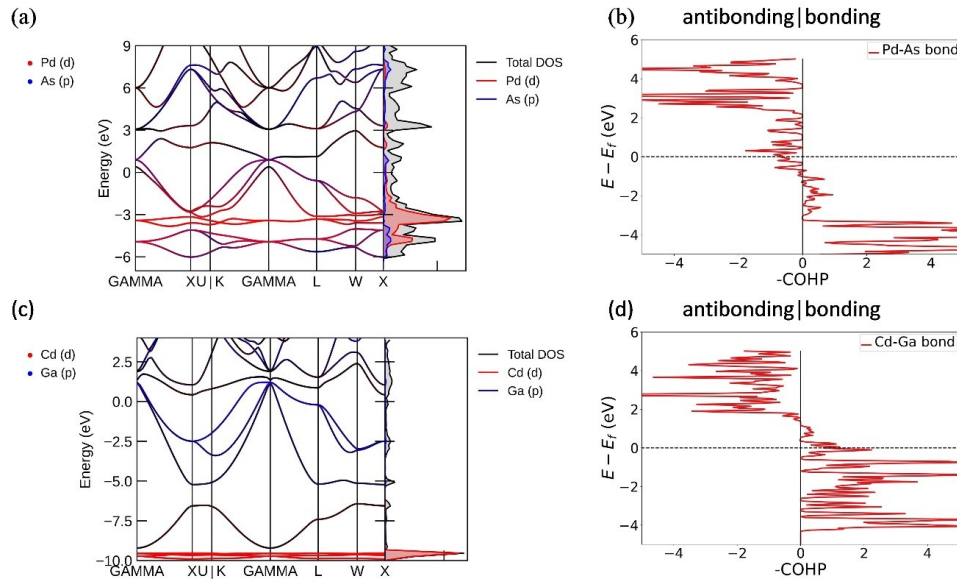 (a)
Pd (d)
As (p)
Energy (eV)
9
6
3
0
−3
−6
GAMMA XU|K GAMMA L W X
Total DOS
Pd (d)
As (p)
(b)
antibonding|bonding
Pd-As bond
E − E_f (eV)
6
4
2
0
−2
−4
−4 −2 0 2 4
-COHP
(c)
Cd (d)
Ga (p)
Energy (eV)
2.5
0.0
−2.5
−5.0
−7.5
−10.0
GAMMA XU|K GAMMA L W X
Total DOS
Cd (d)
Ga (p)
(d)
antibonding|bonding
Cd-Ga bond
E − E_f (eV)
6
4
2
0
−2
−4
−4 −2 0 2 4
-COHP